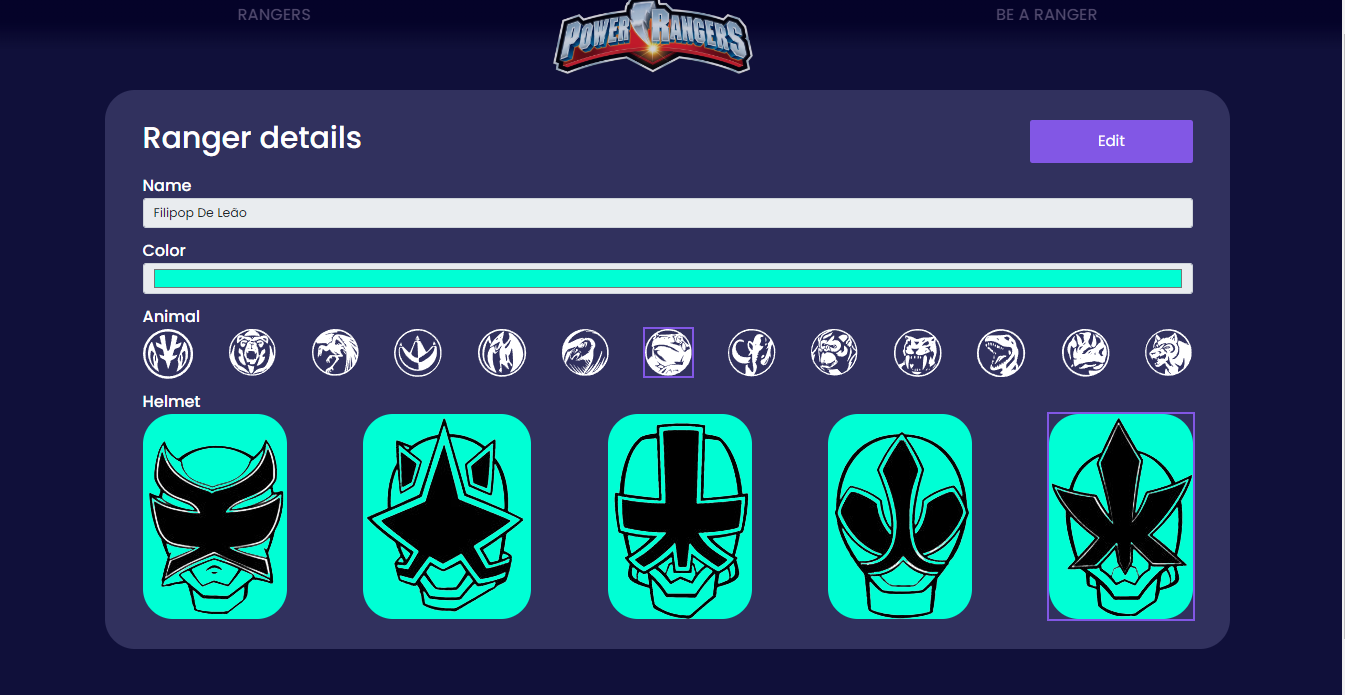 RANGERS
POWER RANGERS
BE A RANGER
Ranger details
Edit
Name
Filipop De Leão
Color
Animal
Helmet